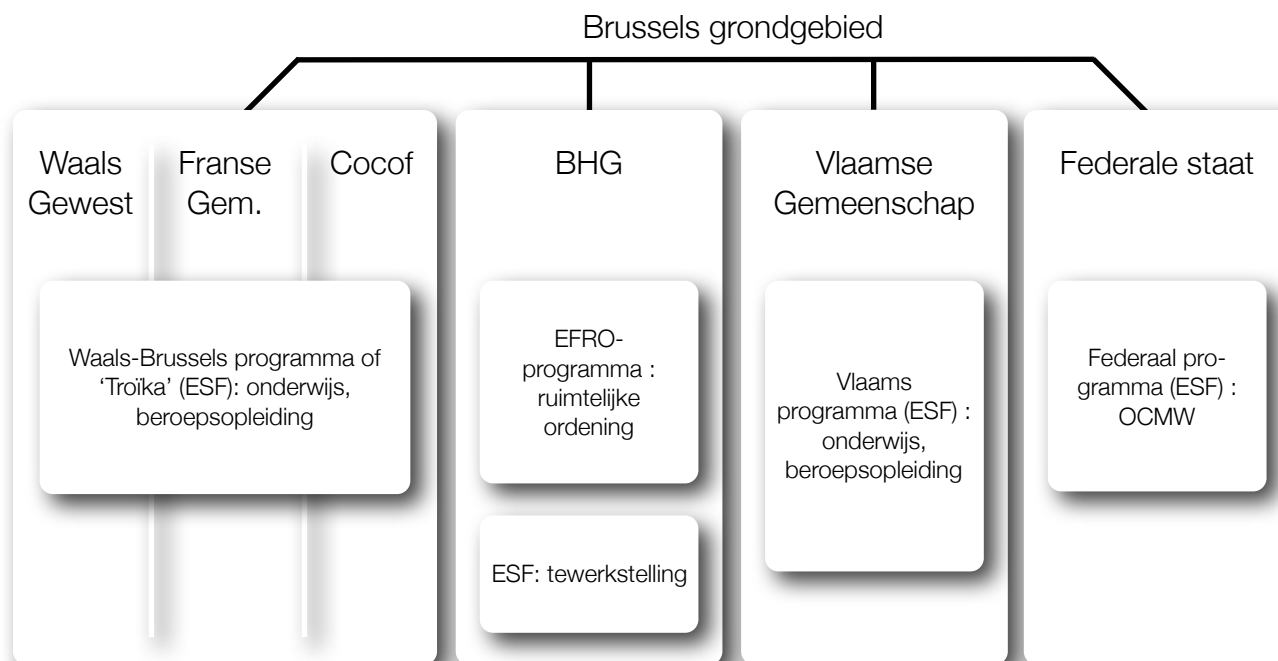 Brussels grondgebied
Waals
Gewest
Franse
Gem.
Cocof
Waals-Brussels programma of
‘Troïka’ (ESF): onderwijs,
beroepsopleiding
BHG
EFRO-
programma :
ruimtelijke
ordening
ESF: tewerkstelling
Vlaamse
Gemeenschap
Vlaams
programma (ESF) :
onderwijs,
beroepsopleiding
Federale staat
Federaal pro-
gramma (ESF) :
OCMW